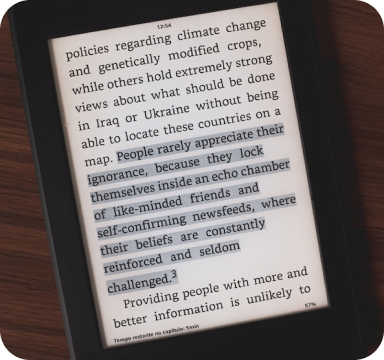 12:54
policies regarding climate change
and genetically modified crops,
while others hold extremely strong
views about what should be done
in Iraq or Ukraine without being
able to locate these countries on a
map. People rarely appreciate their
ignorance, because they lock
themselves inside an echo chamber
of like-minded friends and
self-confirming newsfeeds, where
their beliefs are constantly
reinforced and seldom
challenged.3
Providing people with more and
better information is unlikely to
Tempo restante no capítulo: 5min
57%